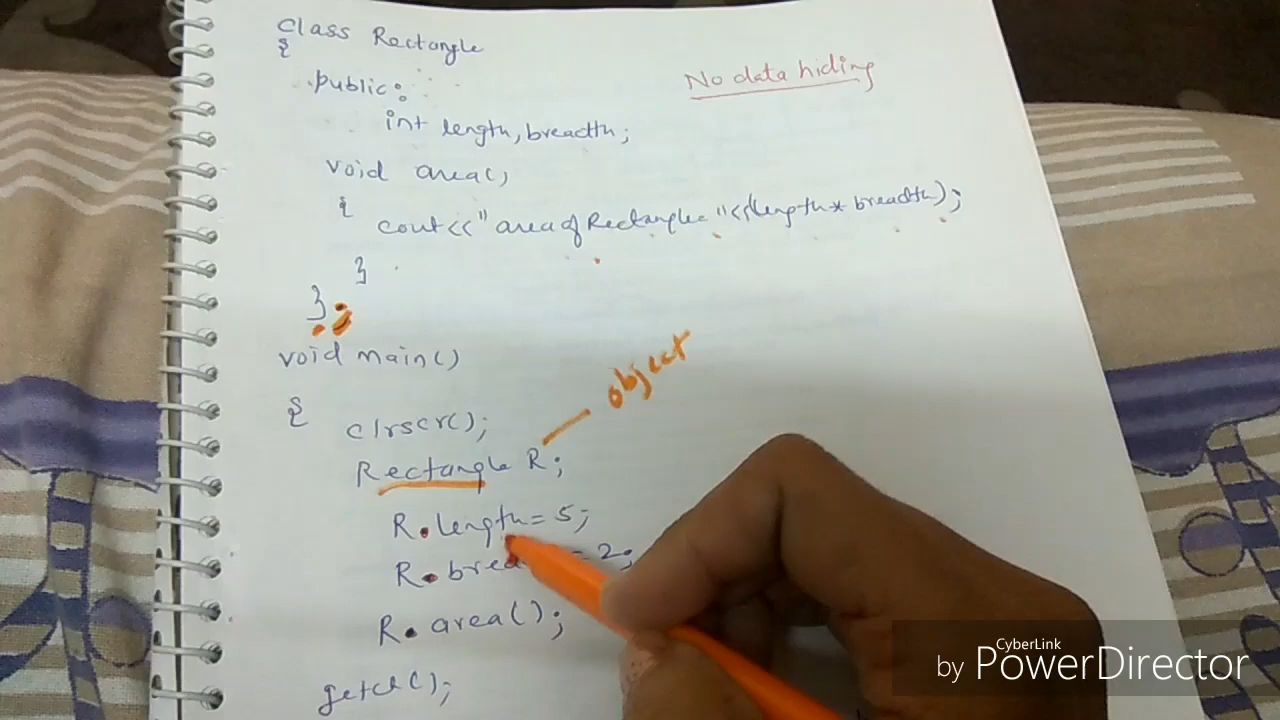 class Rectangle
{
No data hiding
public:
int length, breadth;
void area()
{
cout<<"area of Rectangle= "<<(length * breadth);
}
};
void main()
{
object
clrscr();
Rectangle R;
R.length = 5;
R. = 2;
R.area();
getch();
CyberLink
by PowerDirector